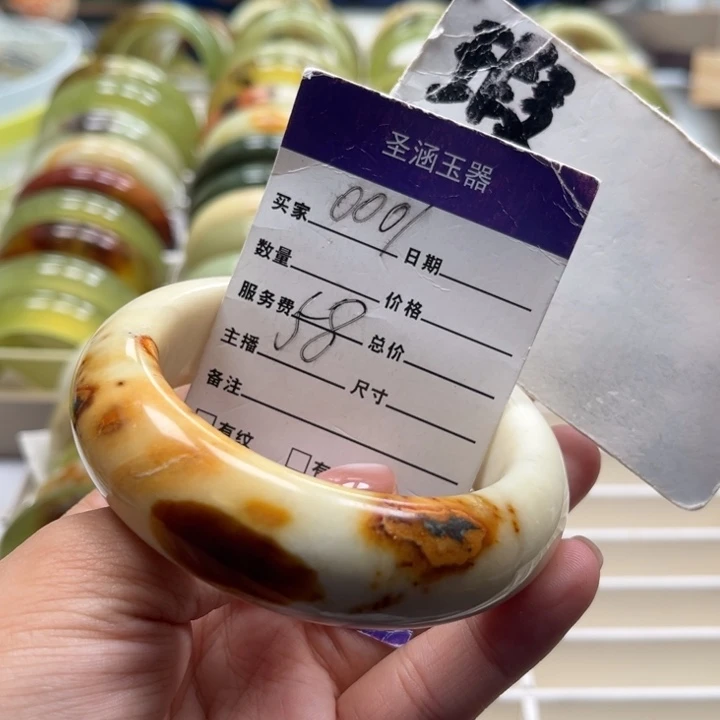 圣涵玉器
买家 0001 日期
数量 价格
服务费 58 总价
主播 尺寸
备注
□有纹 □有